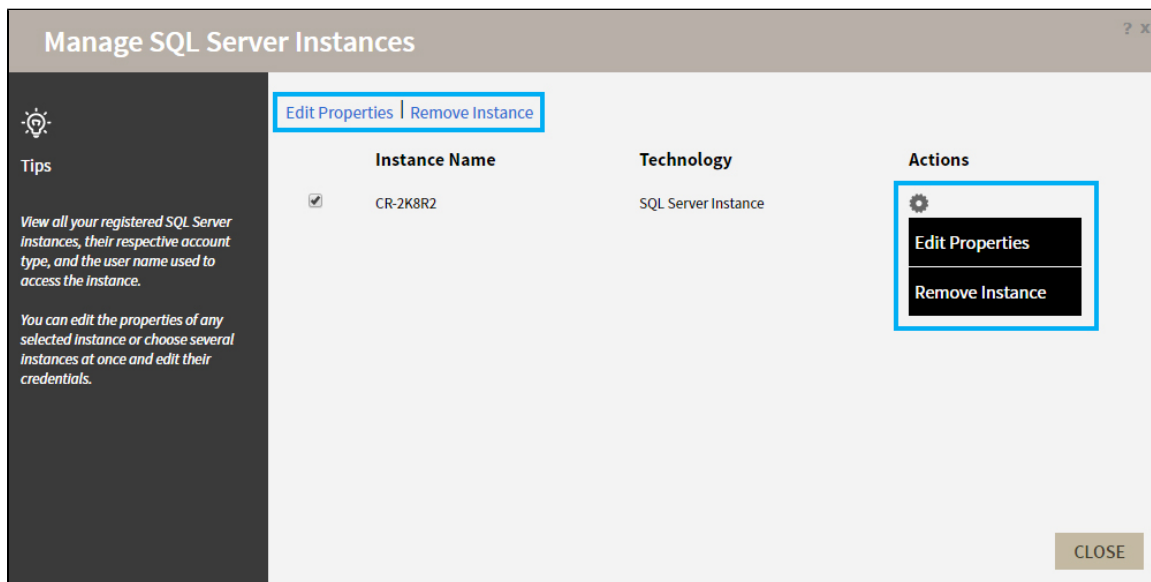 Manage SQL Server Instances
? x
Tips
View all your registered SQL Server
instances, their respective account
type, and the user name used to
access the instance.
You can edit the properties of any
selected instance or choose several
instances at once and edit their
credentials.
Edit Properties | Remove Instance
Instance Name Technology Actions
CR-2K8R2 SQL Server Instance
Edit Properties
Remove Instance
CLOSE